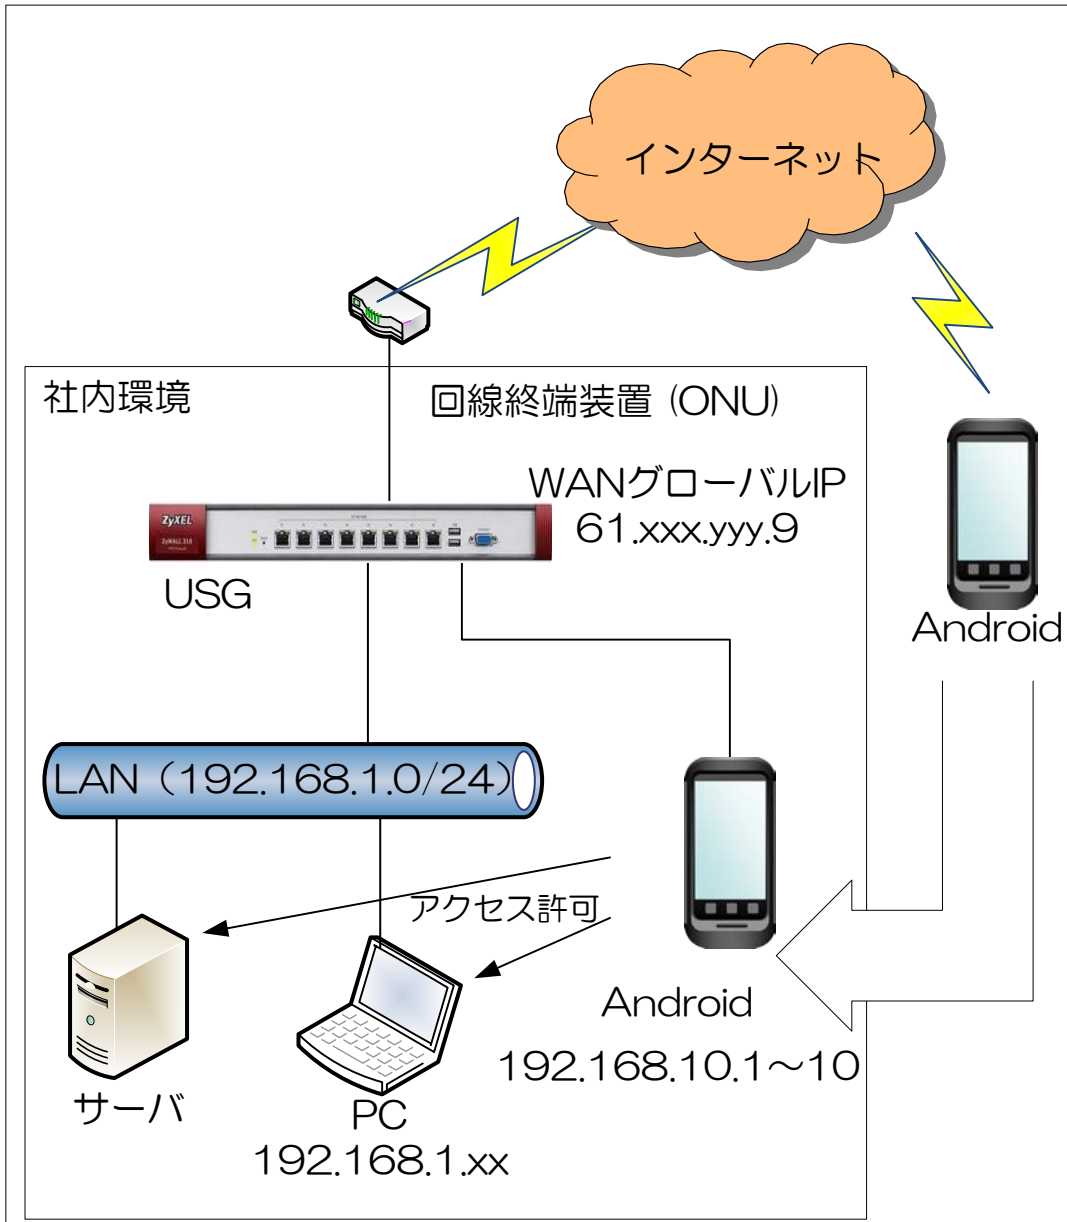 インターネット
社内環境
回線終端装置 (ONU)
WANグローバルIP
61.xxx.yyy.9
ZyXEL
ZyWALL 310
USG
Android
LAN（192.168.1.0/24）
アクセス許可
Android
192.168.10.1～10
サーバ
PC
192.168.1.xx